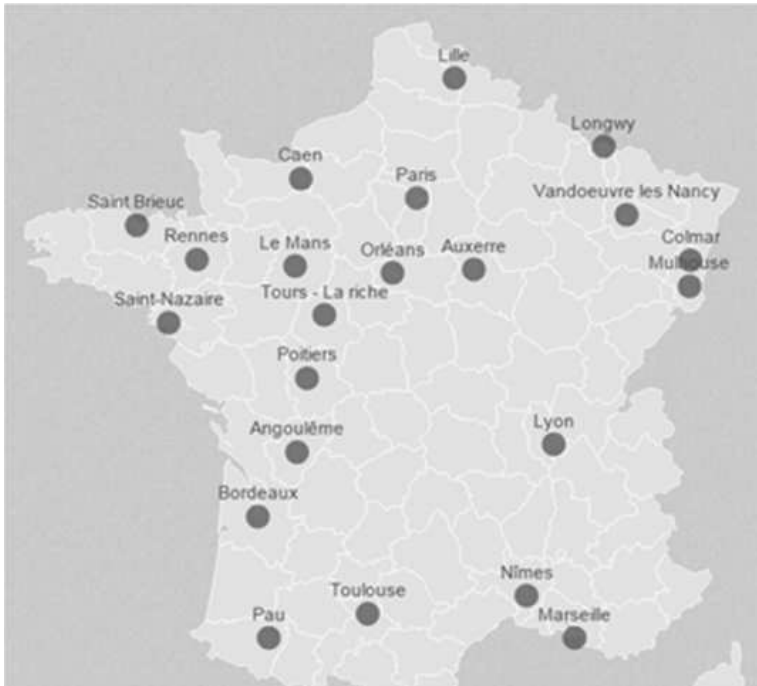 Lille
Longwy
Caen
Paris
Vandoeuvre les Nancy
Saint Brieuc
Rennes
Le Mans
Orléans
Auxerre
Colmar
Mulhouse
Tours - La riche
Saint-Nazaire
Poitiers
Angoulême
Lyon
Bordeaux
Nîmes
Toulouse
Pau
Marseille